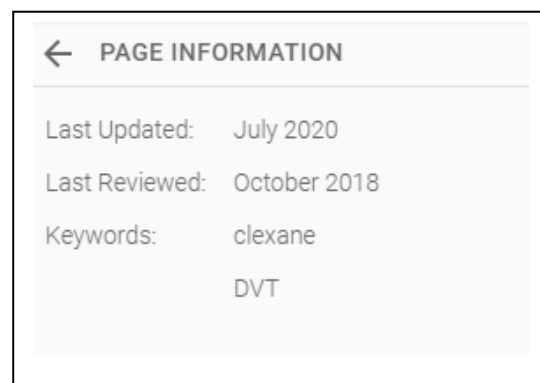 ← PAGE INFORMATION
Last Updated: July 2020
Last Reviewed: October 2018
Keywords: clexane
DVT